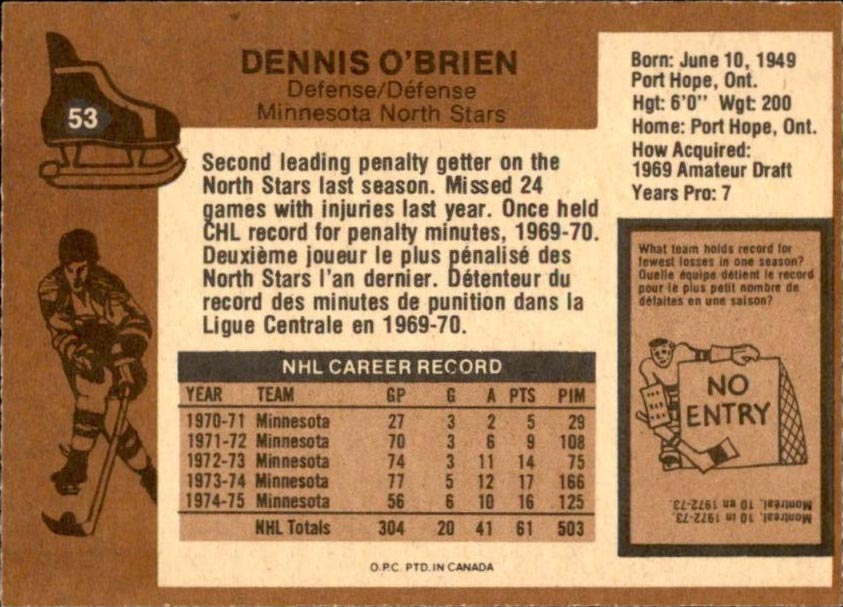 53
DENNIS O'BRIEN
Defense/Défense
Minnesota North Stars
Born: June 10, 1949
Port Hope, Ont.
Hgt: 6'0" Wgt: 200
Home: Port Hope, Ont.
How Acquired:
1969 Amateur Draft
Years Pro: 7
Second leading penalty getter on the
North Stars last season. Missed 24
games with injuries last year. Once held
CHL record for penalty minutes, 1969-70.
Deuxième joueur le plus pénalisé des
North Stars l'an dernier. Détenteur du
record des minutes de punition dans la
Ligue Centrale en 1969-70.
NHL CAREER RECORD
YEAR TEAM GP G A PTS PIM
1970-71 Minnesota 27 3 2 5 29
1971-72 Minnesota 70 3 6 9 108
1972-73 Minnesota 74 3 11 14 75
1973-74 Minnesota 77 5 12 17 166
1974-75 Minnesota 56 6 10 16 125
NHL Totals 304 20 41 61 503
What team holds record for
fewest losses in one season?
Quelle équipe détient le record
pour le plus petit nombre de
défaites en une saison?
NO
ENTRY
Montreal, 10 in 1972-73.
Montréal, 10 en 1972-73.
O.P.C. PTD. IN CANADA